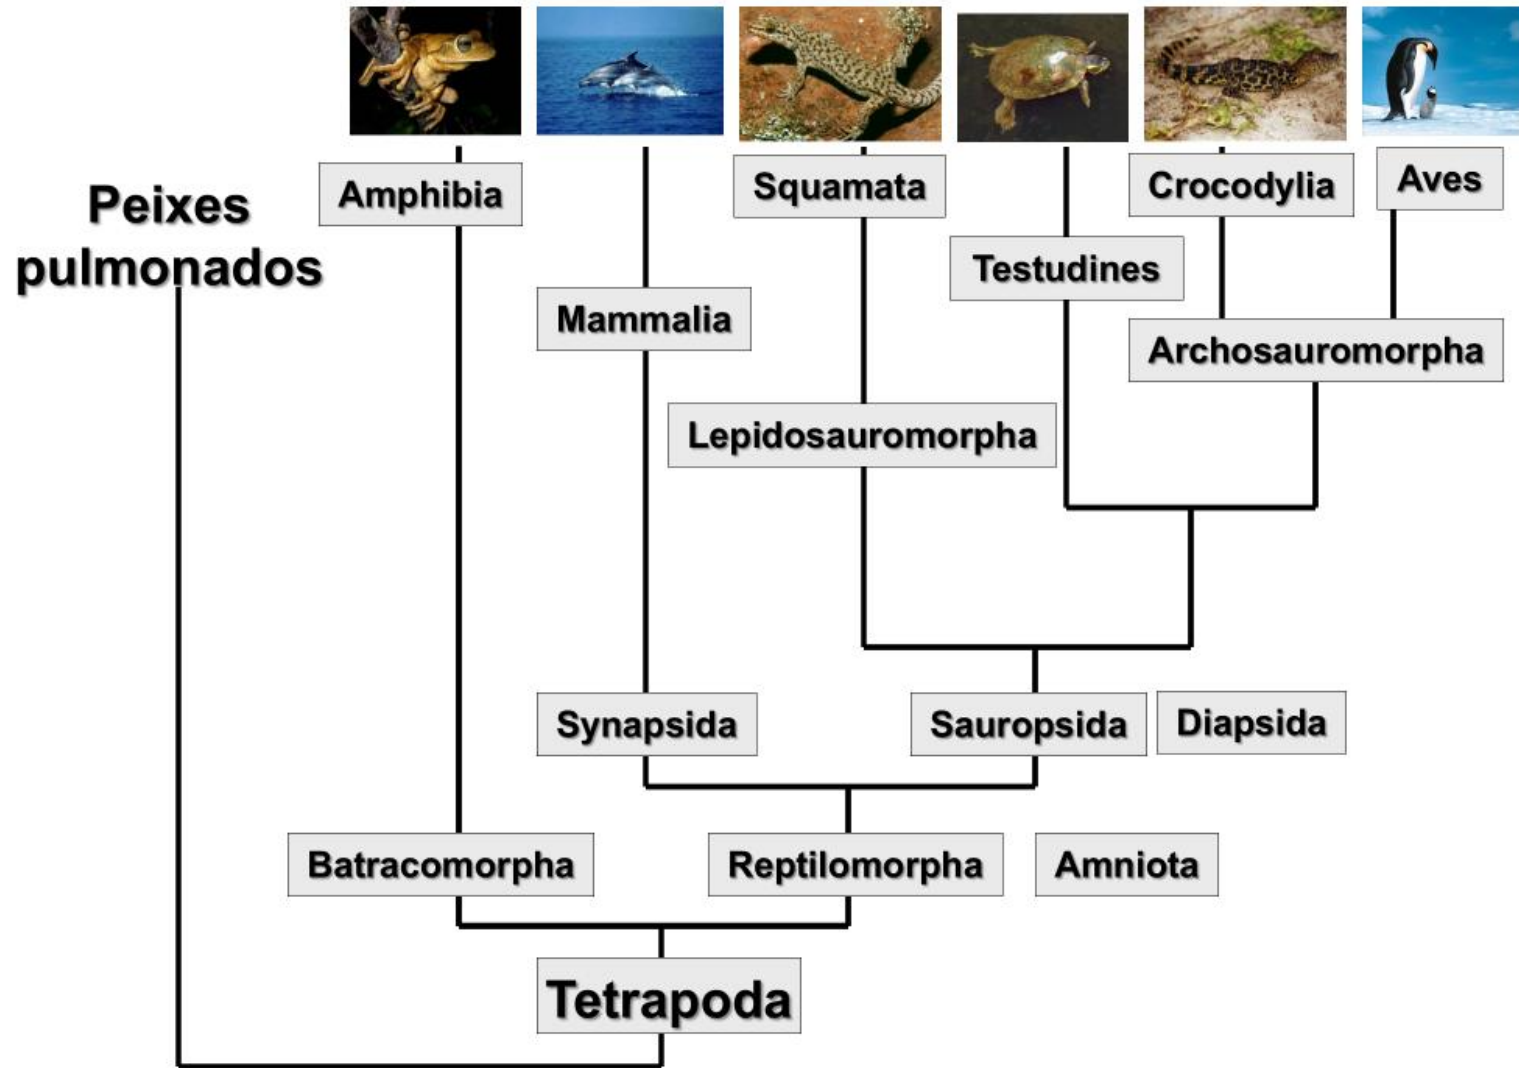 Peixes
pulmonados
Amphibia
Mammalia
Squamata
Testudines
Crocodylia
Aves
Archosauromorpha
Lepidosauromorpha
Synapsida
Sauropsida
Diapsida
Batracomorpha
Reptilomorpha
Amniota
Tetrapoda